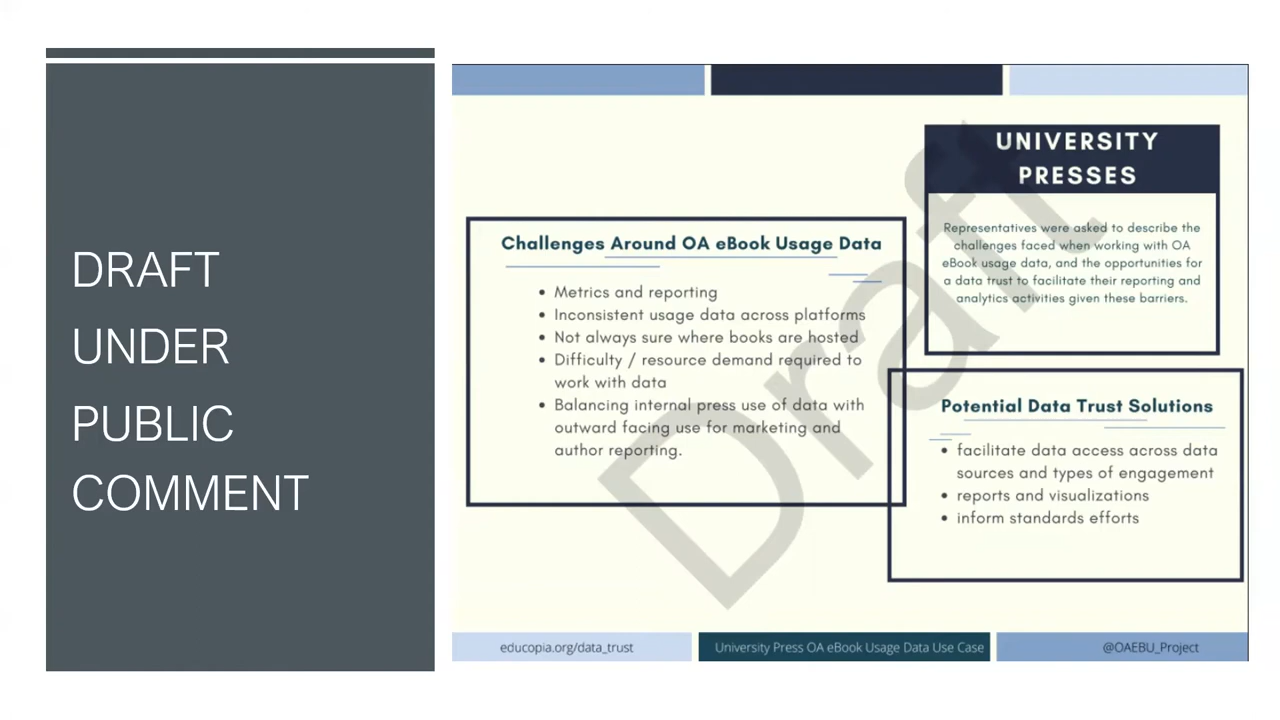 DRAFT
UNDER
PUBLIC
COMMENT
UNIVERSITY
PRESSES
Representatives were asked to describe the
challenges faced when working with OA
eBook usage data, and the opportunities for
a data trust to facilitate their reporting and
analytics activities given these barriers.
Challenges Around OA eBook Usage Data
• Metrics and reporting
• Inconsistent usage data across platforms
• Not always sure where books are hosted
• Difficulty / resource demand required to
work with data
• Balancing internal press use of data with
outward facing use for marketing and
author reporting.
Potential Data Trust Solutions
• facilitate data access across data
sources and types of engagement
• reports and visualizations
• inform standards efforts
Draft
educopia.org/data_trust
University Press OA eBook Usage Data Use Case
@OAEBU_Project